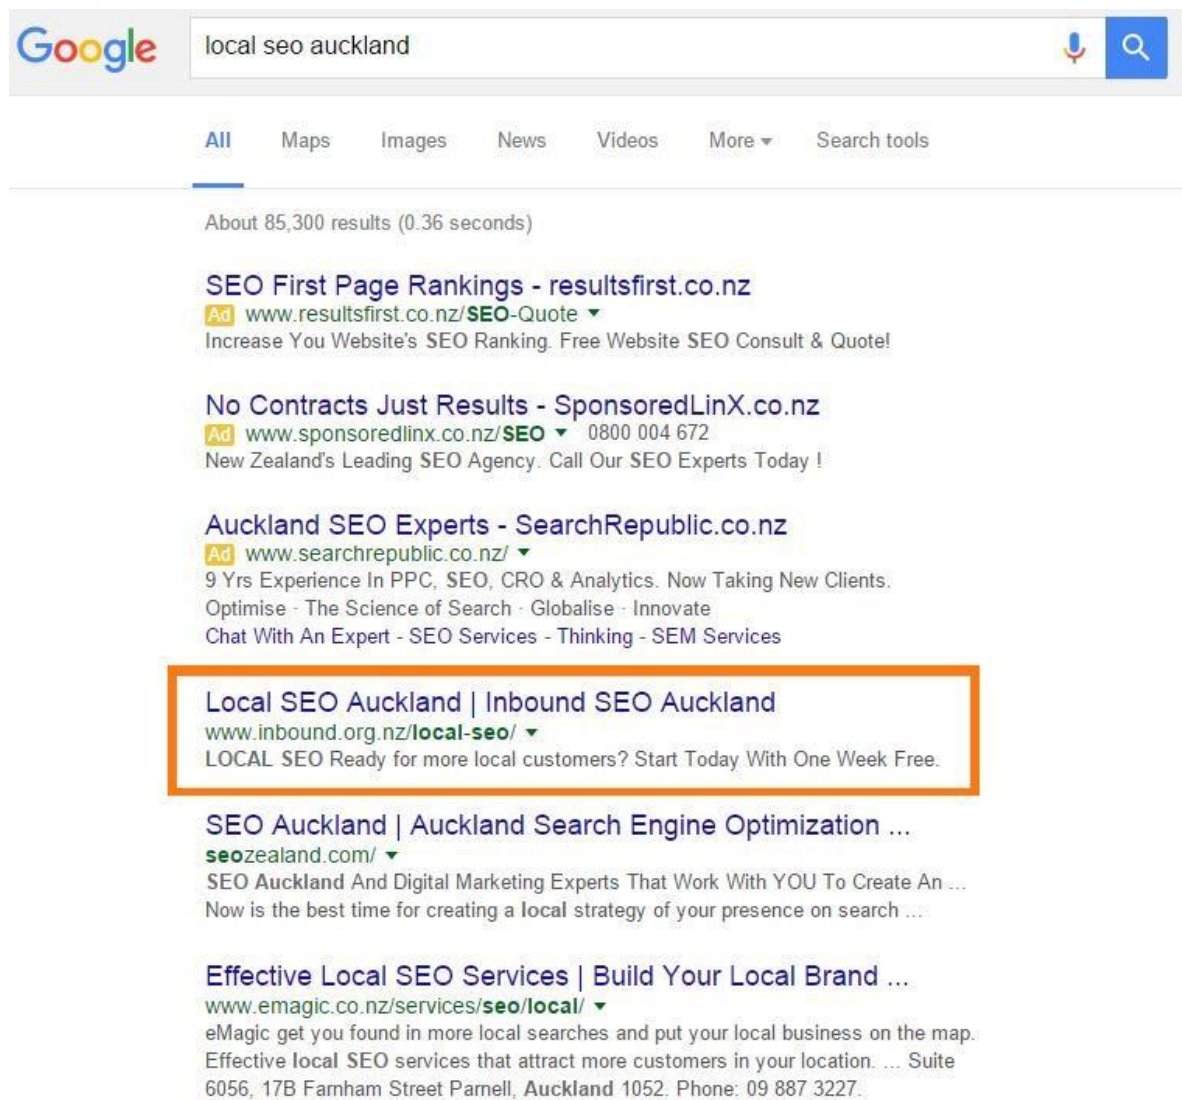 Google
local seo auckland
All Maps Images News Videos More Search tools
About 85,300 results (0.36 seconds)
SEO First Page Rankings - resultsfirst.co.nz
Ad www.resultsfirst.co.nz/SEO-Quote
Increase You Website's SEO Ranking. Free Website SEO Consult & Quote!
No Contracts Just Results - SponsoredLinX.co.nz
Ad www.sponsoredlinx.co.nz/SEO 0800 004 672
New Zealand's Leading SEO Agency. Call Our SEO Experts Today !
Auckland SEO Experts - SearchRepublic.co.nz
Ad www.searchrepublic.co.nz/
9 Yrs Experience In PPC, SEO, CRO & Analytics. Now Taking New Clients.
Optimise · The Science of Search · Globalise · Innovate
Chat With An Expert - SEO Services - Thinking - SEM Services
Local SEO Auckland | Inbound SEO Auckland
www.inbound.org.nz/local-seo/
LOCAL SEO Ready for more local customers? Start Today With One Week Free.
SEO Auckland | Auckland Search Engine Optimization ...
seozealand.com/
SEO Auckland And Digital Marketing Experts That Work With YOU To Create An ...
Now is the best time for creating a local strategy of your presence on search ...
Effective Local SEO Services | Build Your Local Brand ...
www.emagic.co.nz/services/seo/local/
eMagic get you found in more local searches and put your local business on the map.
Effective local SEO services that attract more customers in your location. ... Suite
6056, 17B Farnham Street Parnell, Auckland 1052. Phone: 09 887 3227.